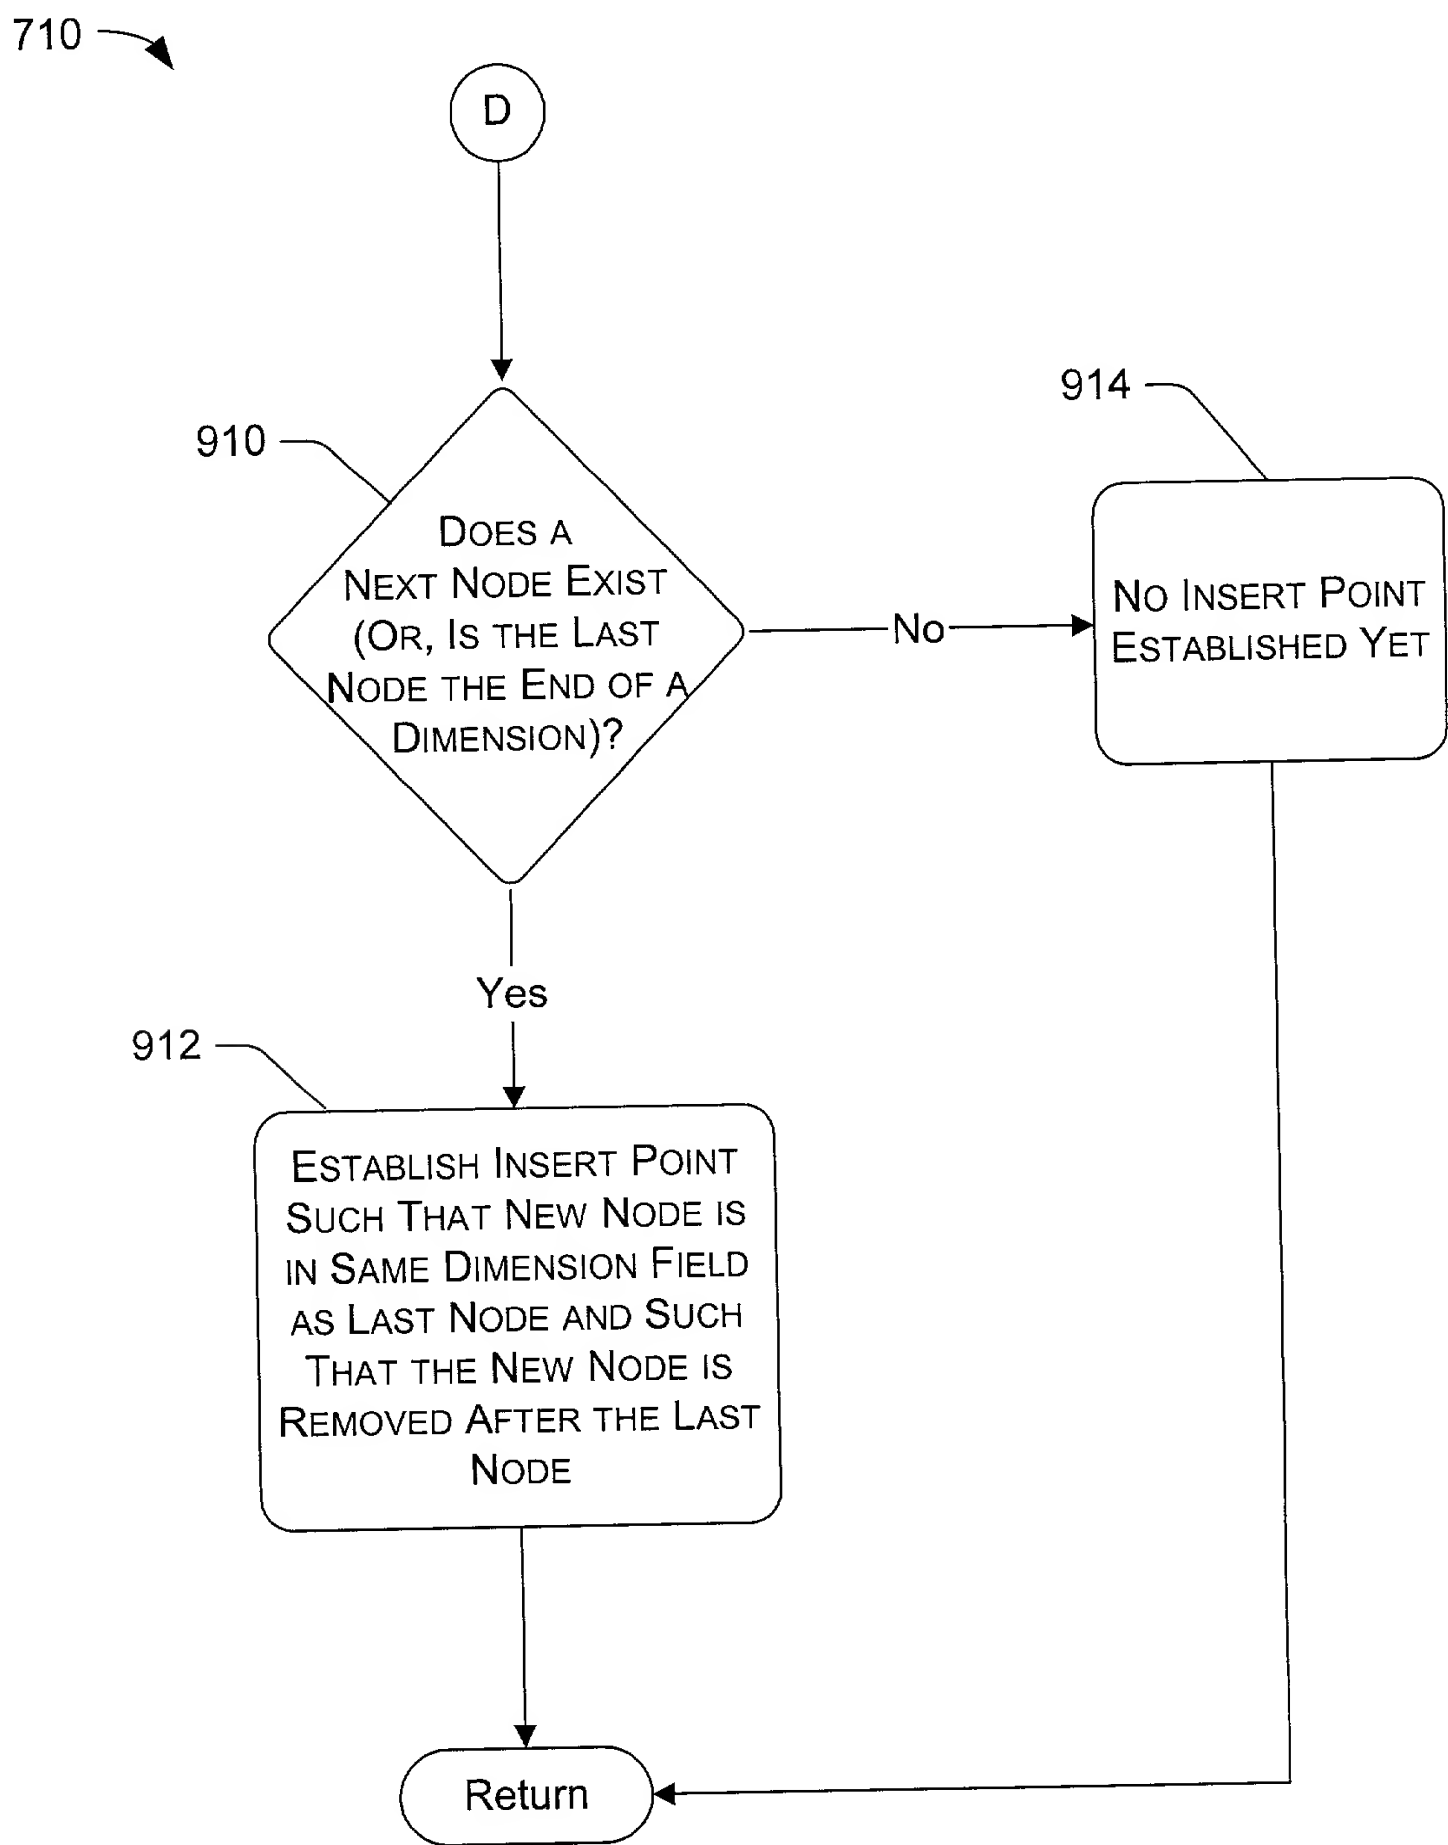 710
D
910
DOES A
NEXT NODE EXIST
(OR, IS THE LAST
NODE THE END OF A
DIMENSION)?
No
914
NO INSERT POINT
ESTABLISHED YET
Yes
912
ESTABLISH INSERT POINT
SUCH THAT NEW NODE IS
IN SAME DIMENSION FIELD
AS LAST NODE AND SUCH
THAT THE NEW NODE IS
REMOVED AFTER THE LAST
NODE
Return